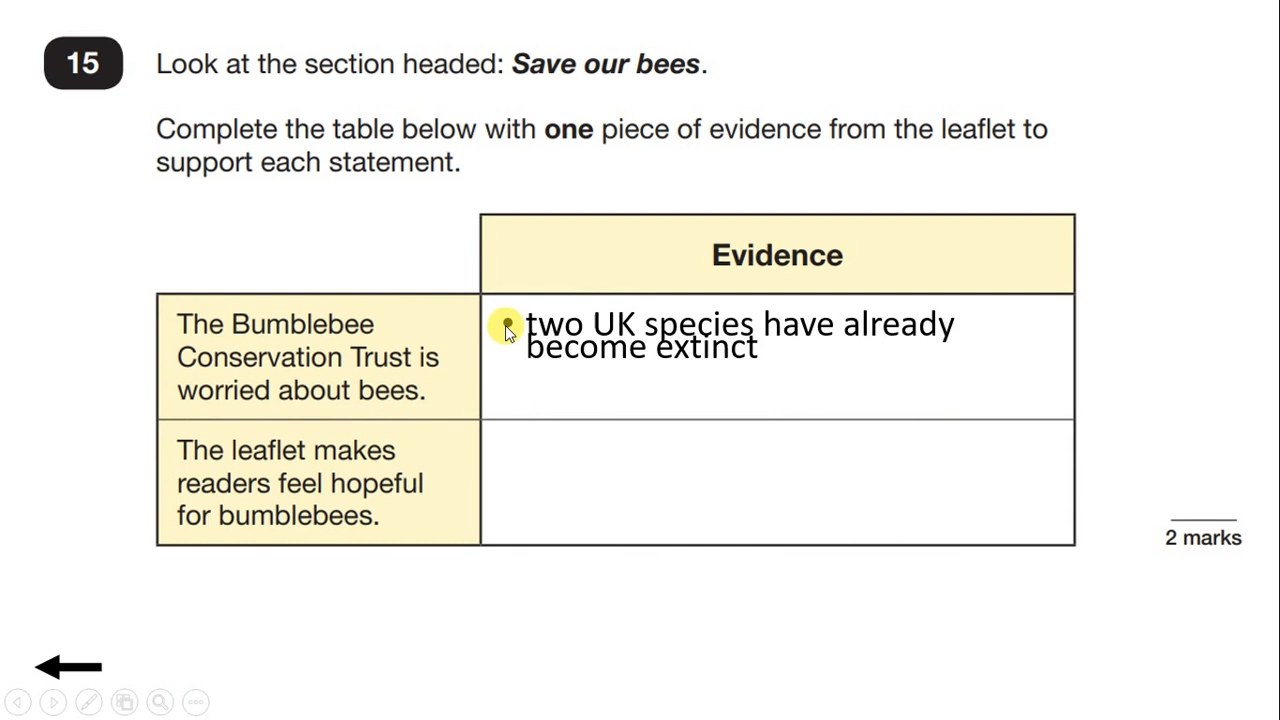 15
Look at the section headed: Save our bees.
Complete the table below with one piece of evidence from the leaflet to
support each statement.
Evidence
The Bumblebee
Conservation Trust is
worried about bees.
• two UK species have already
become extinct
The leaflet makes
readers feel hopeful
for bumblebees.
2 marks